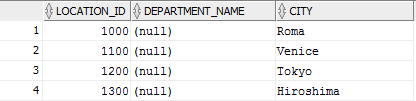 LOCATION_ID DEPARTMENT_NAME CITY
1 1000 (null) Roma
2 1100 (null) Venice
3 1200 (null) Tokyo
4 1300 (null) Hiroshima